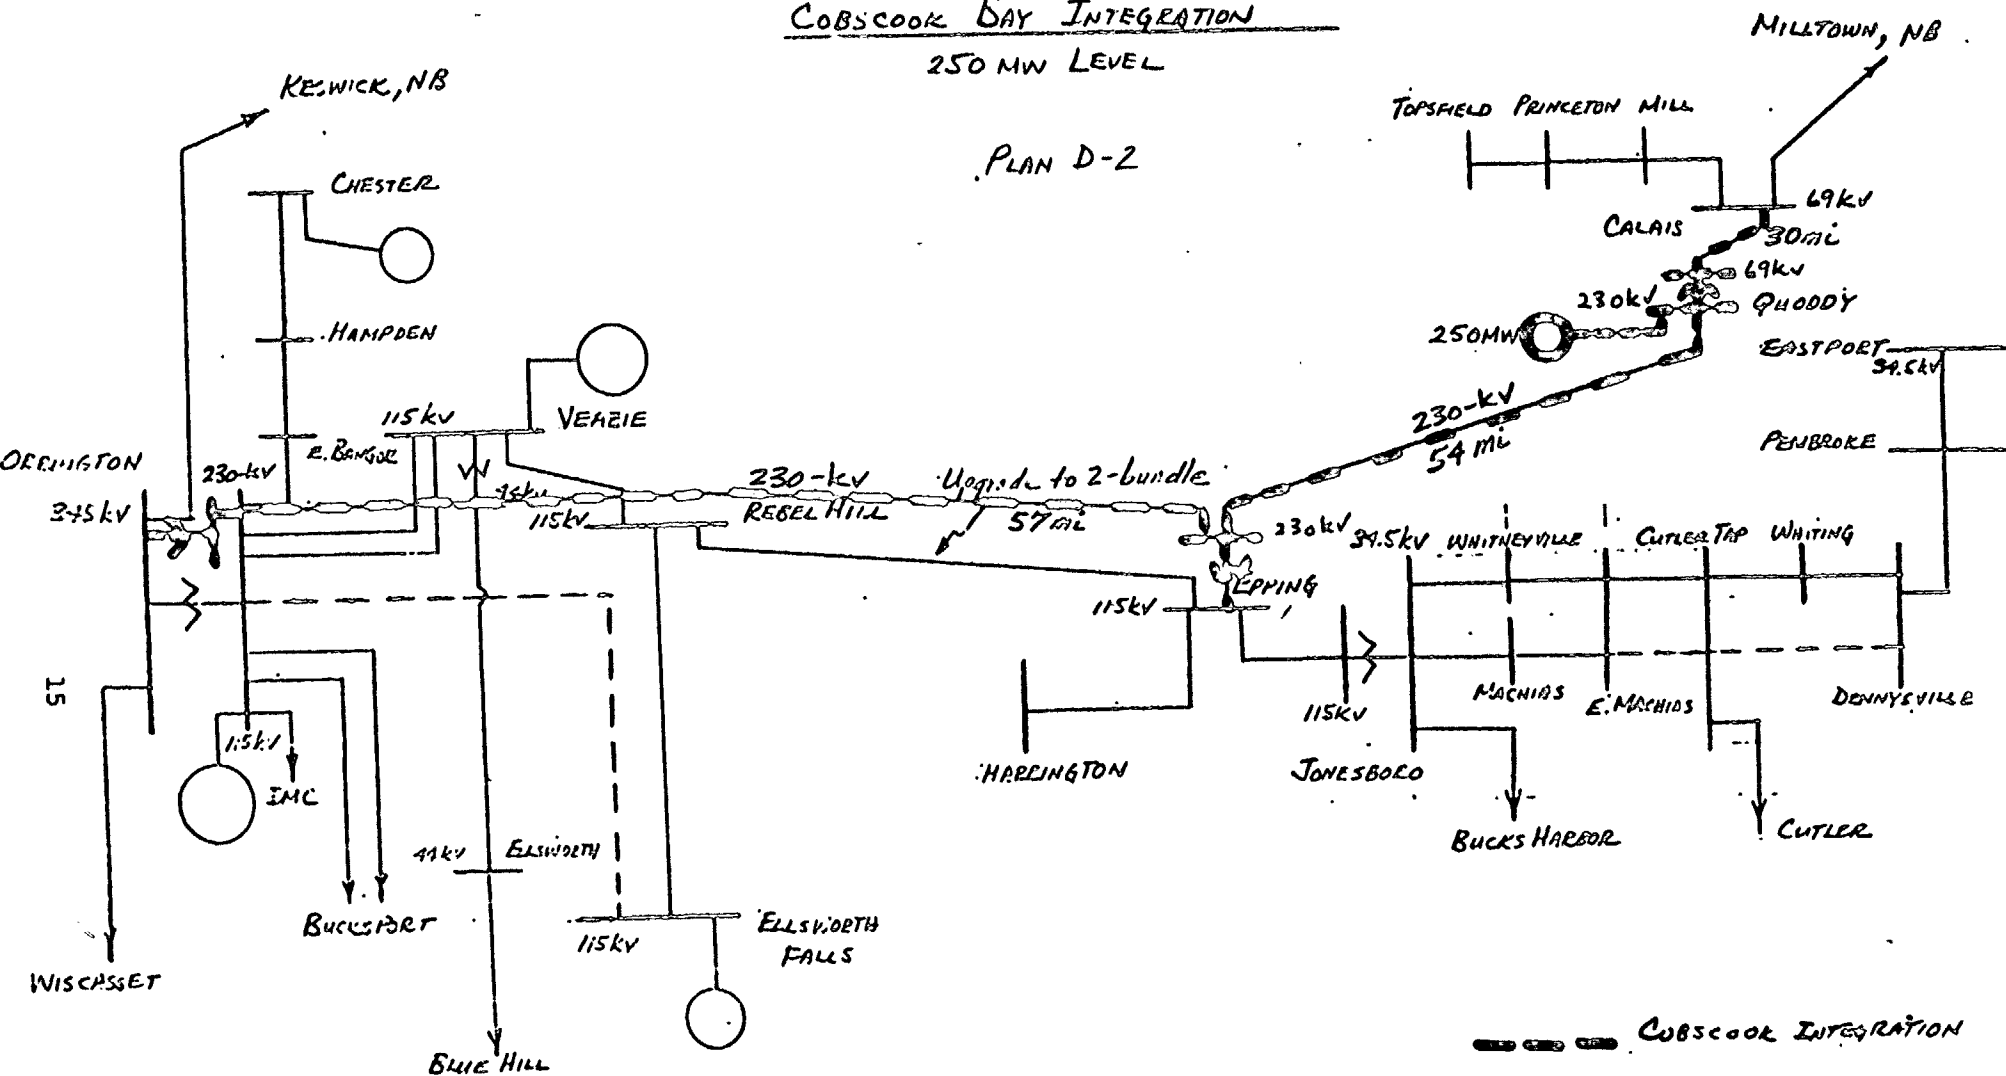 COBSCOOK BAY INTEGRATION
250 MW LEVEL
PLAN D-2
KESWICK, NB
MILLTOWN, NB
TOPSFIELD PRINCETON MILL
CHESTER
69KV
CALAIS
30mi
69KV
230KV
QUODDY
250MW
HAMPDEN
EASTPORT
34.5KV
230-KV
54 Mi
115KV
VEAZIE
PEMBROKE
E. BANGOR
ORRINGTON
230-KV
345KV
230-KV
Upgrade to 2-bundle
115KV
REBEL HILL
57mi
230KV
34.5KV
WHITNEYVILLE
CUTLER TAP
WHITING
EPPING
115KV
15
MACHIAS
E. MACHIAS
DENNYSVILLE
115KV
115KV
HARRINGTON
JONESBORO
IMC
BUCKS HARBOR
CUTLER
44KV
ELLSWORTH
BUCKSPORT
115KV
ELLSWORTH
FALLS
WISCASSET
BLUE HILL
COBSCOOK INTEGRATION